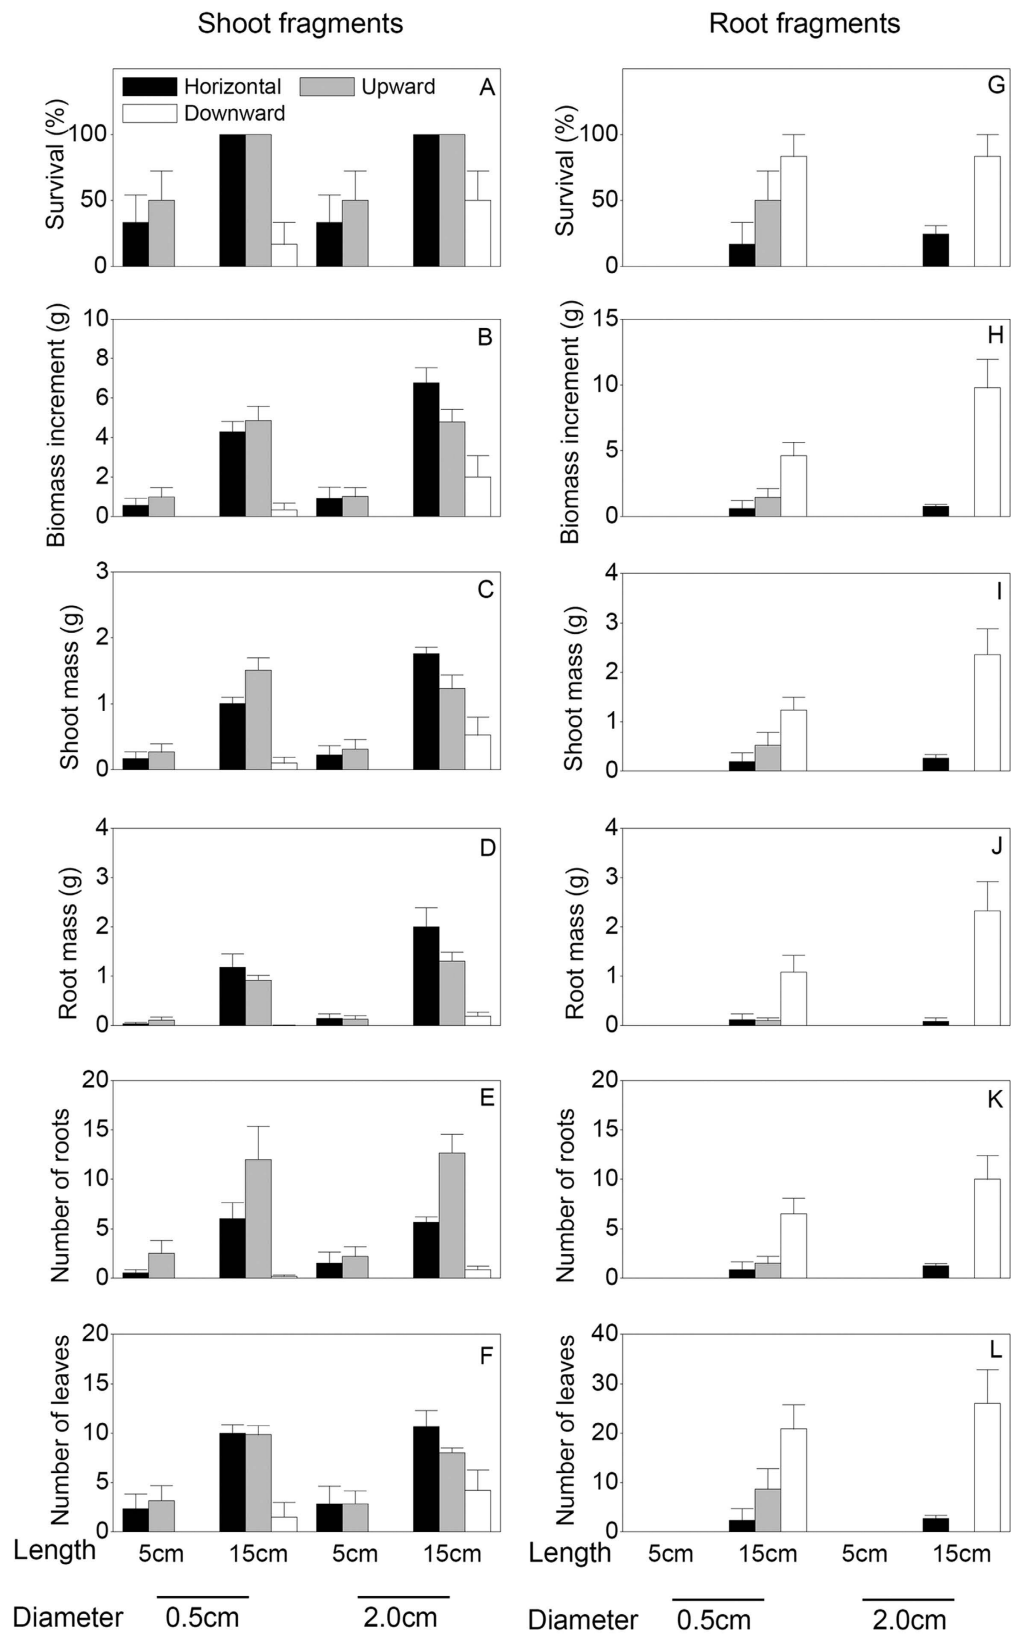 Shoot fragments
Root fragments
Horizontal
Upward
Downward
A
Survival (%)
100
50
0
G
Survival (%)
100
50
0
B
Biomass increment (g)
10
8
6
4
2
0
H
Biomass increment (g)
15
10
5
0
C
Shoot mass (g)
3
2
1
0
I
Shoot mass (g)
4
3
2
1
0
D
Root mass (g)
4
3
2
1
0
J
Root mass (g)
4
3
2
1
0
E
Number of roots
20
15
10
5
0
K
Number of roots
20
15
10
5
0
F
Number of leaves
20
15
10
5
0
L
Number of leaves
40
30
20
10
0
Length 5cm 15cm 5cm 15cm
Length 5cm 15cm 5cm 15cm
Diameter 0.5cm 2.0cm
Diameter 0.5cm 2.0cm